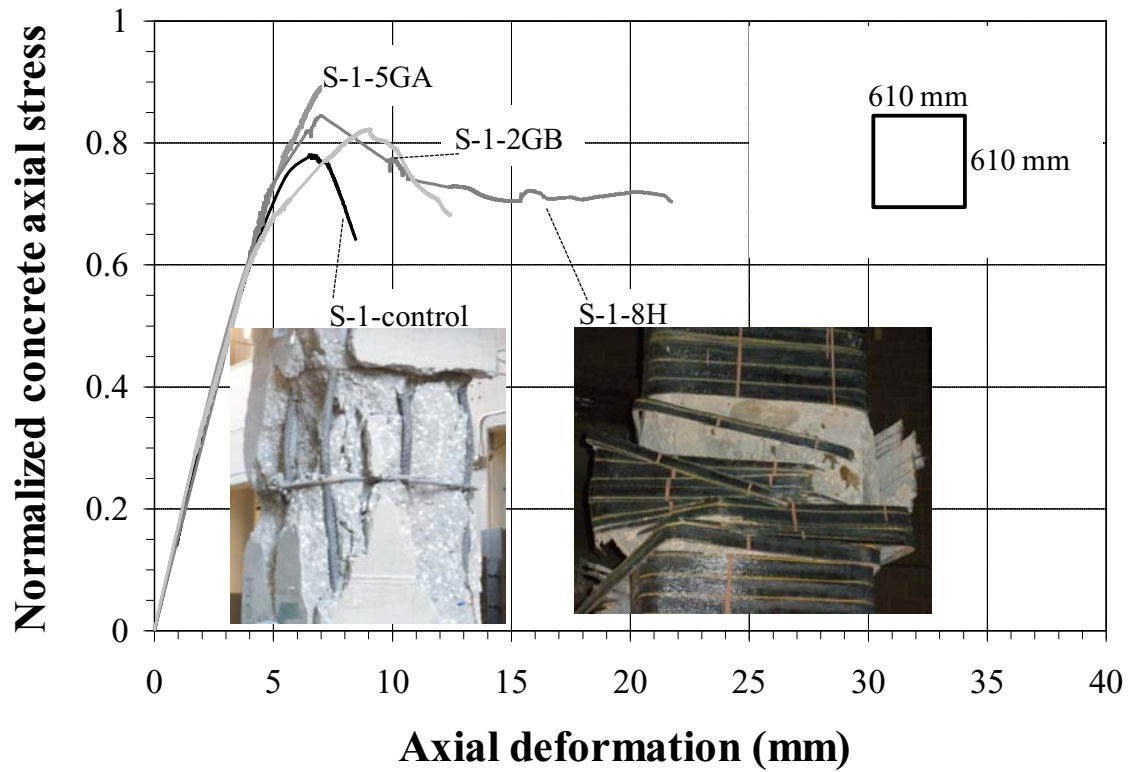 Normalized concrete axial stress
1
0.8
0.6
0.4
0.2
0
S-1-5GA
S-1-2GB
S-1-control
S-1-8H
610 mm
610 mm
0 5 10 15 20 25 30 35 40
Axial deformation (mm)